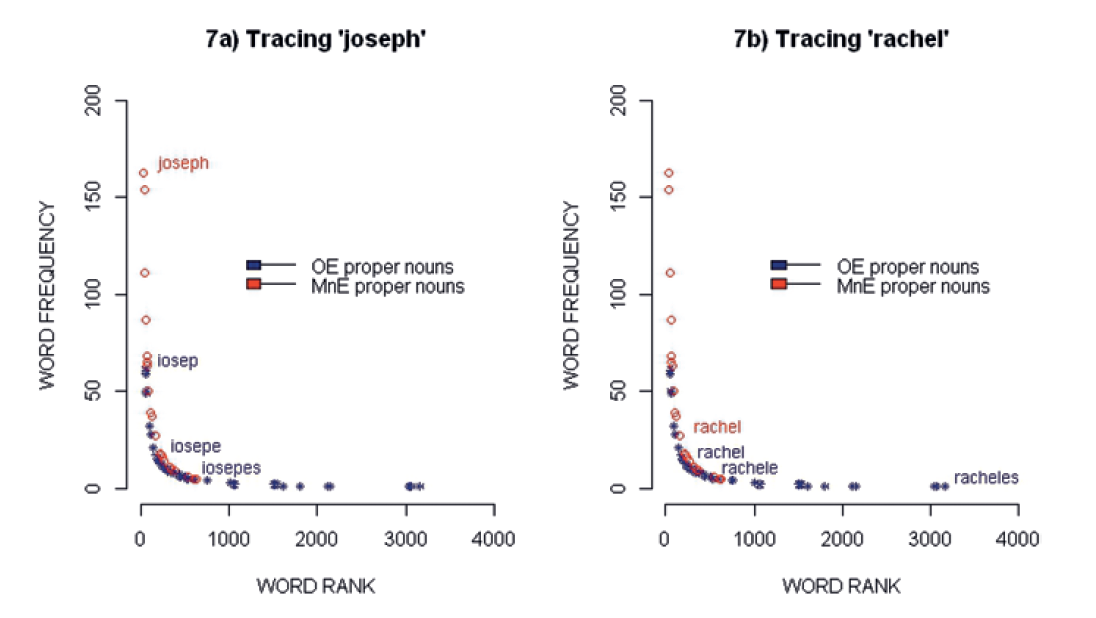 7a) Tracing 'joseph'
WORD FREQUENCY
200
150
100
50
0
joseph
OE proper nouns
MnE proper nouns
iosep
iosepe
iosepes
0 1000 2000 3000 4000
WORD RANK
7b) Tracing 'rachel'
WORD FREQUENCY
200
150
100
50
0
OE proper nouns
MnE proper nouns
rachel
rachel
rachele
racheles
0 1000 2000 3000 4000
WORD RANK